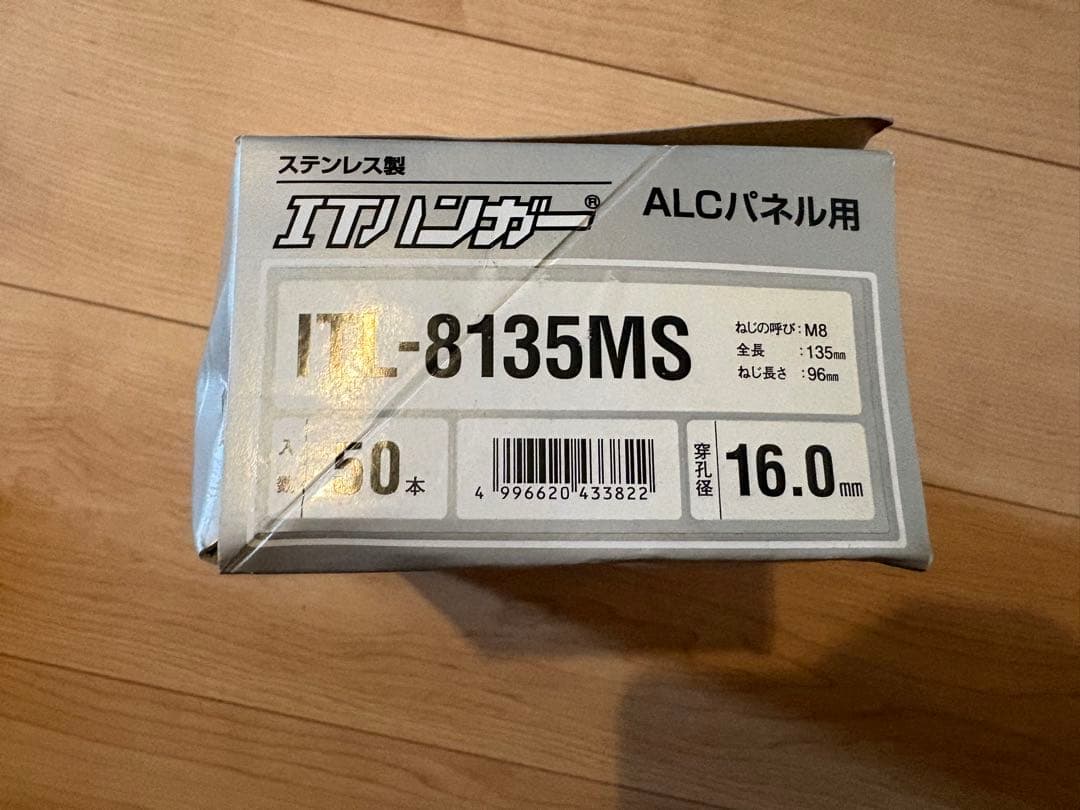 ステンレス製
ITハンガー®
ALCパネル用
ITL-8135MS
ねじの呼び:M8
全長 :135mm
ねじ長さ :96mm
入数 50本
4 996620 433822
穿孔径 16.0mm